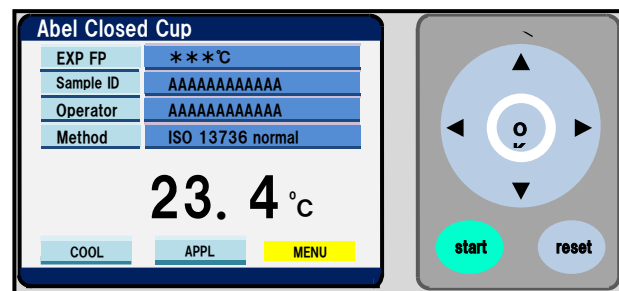 Abel Closed Cup
EXP FP ***℃
Sample ID AAAAAAAAAAAA
Operator AAAAAAAAAAAA
Method ISO 13736 normal
23.4 ℃
COOL APPL MENU
OK
start reset